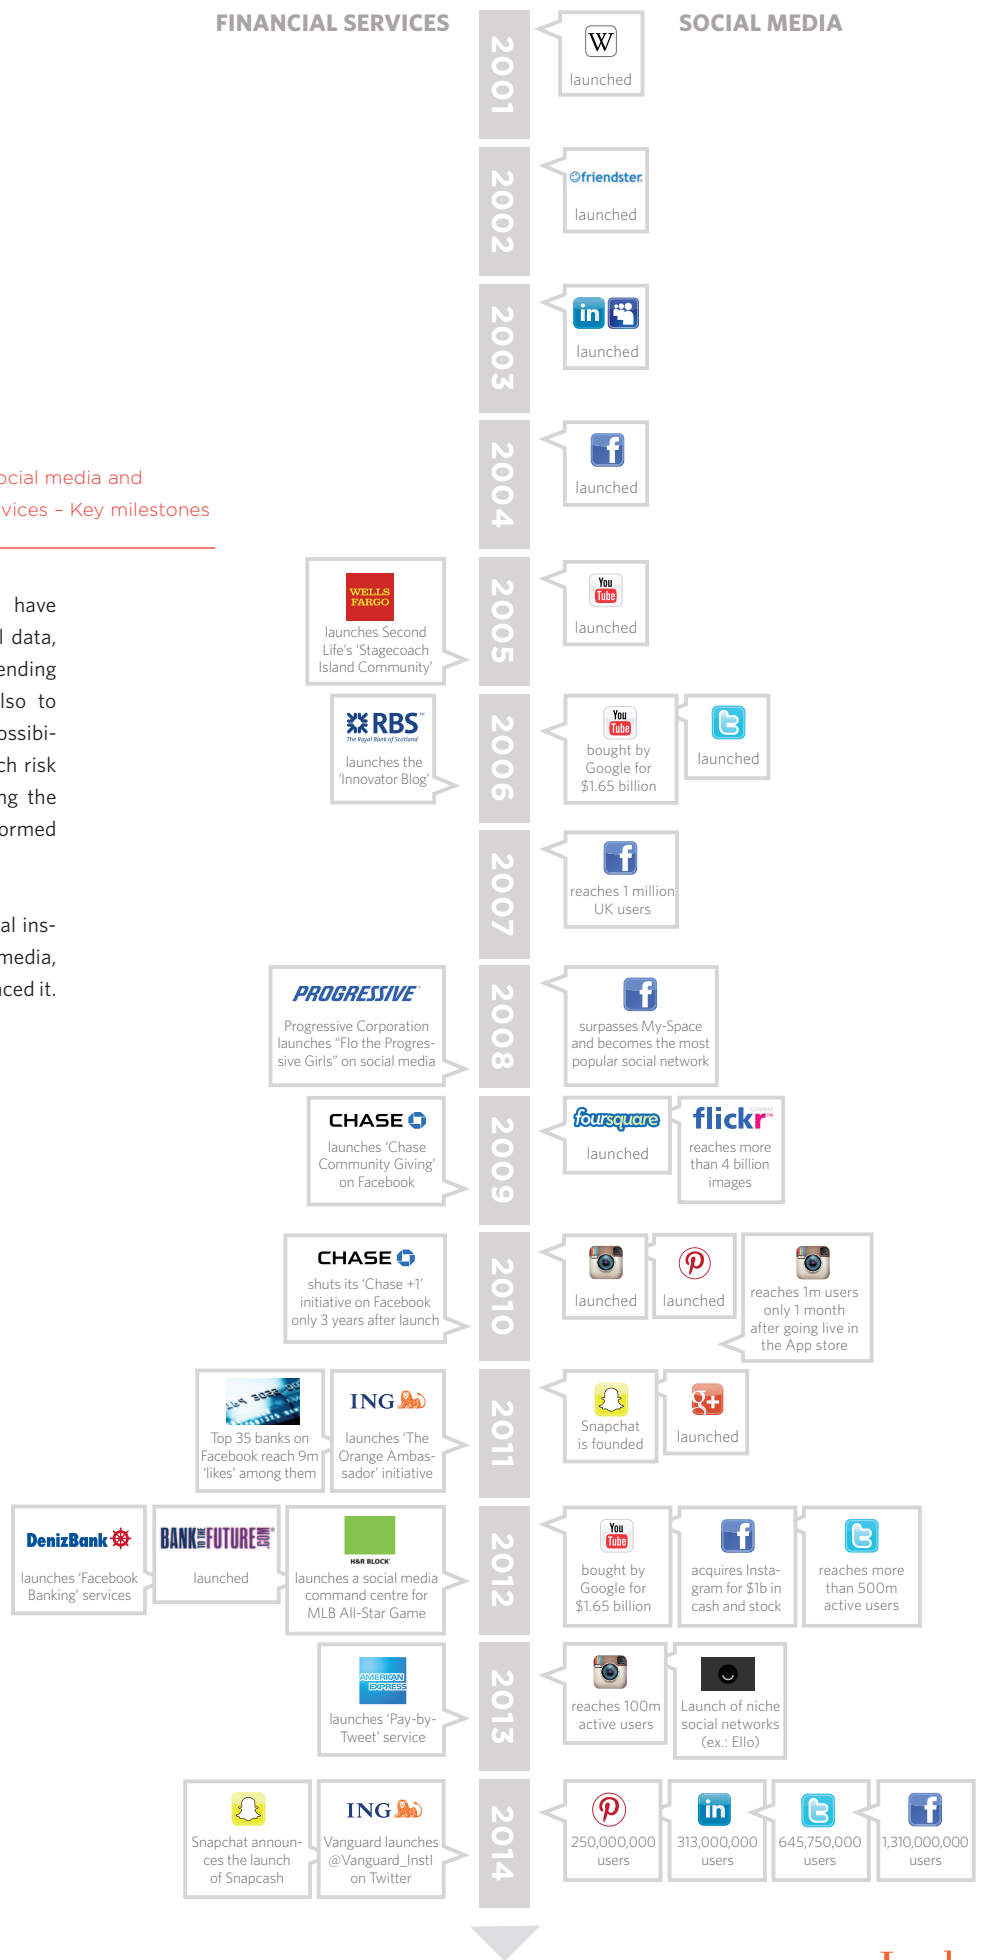 FINANCIAL SERVICES
SOCIAL MEDIA
2001
W
launched
2002
friendster.
launched
2003
in
launched
2004
f
launched
ocial media and
vices – Key milestones
have
l data,
ending
lso to
ossibi-
ch risk
ng the
ormed
al ins-
media,
ced it.
2005
WELLS
FARGO
launches Second
Life's 'Stagecoach
Island Community'
You
Tube
launched
2006
RBS™
The Royal Bank of Scotland
launches the
'Innovator Blog'
You
Tube
bought by
Google for
$1.65 billion
launched
2007
f
reaches 1 million
UK users
2008
PROGRESSIVE
Progressive Corporation
launches "Flo the Progres-
sive Girls" on social media
f
surpasses My-Space
and becomes the most
popular social network
2009
CHASE
launches 'Chase
Community Giving'
on Facebook
foursquare
launched
flickr™
GAMMA
reaches more
than 4 billion
images
2010
CHASE
shuts its 'Chase +1'
initiative on Facebook
only 3 years after launch
launched
launched
reaches 1m users
only 1 month
after going live in
the App store
2011
Top 35 banks on
Facebook reach 9m
'likes' among them
ING
launches 'The
Orange Ambas-
sador' initiative
Snapchat
is founded
g+
launched
2012
DenizBank
launches 'Facebook
Banking' services
BANK TO THE FUTURE.COM
launched
H&R BLOCK
launches a social media
command centre for
MLB All-Star Game
You
Tube
bought by
Google for
$1.65 billion
f
acquires Insta-
gram for $1b in
cash and stock
reaches more
than 500m
active users
2013
AMERICAN
EXPRESS
launches 'Pay-by-
Tweet' service
reaches 100m
active users
Launch of niche
social networks
(ex.: Ello)
2014
Snapchat announ-
ces the launch
of Snapcash
ING
Vanguard launches
@Vanguard_Instl
on Twitter
250,000,000
users
in
313,000,000
users
645,750,000
users
f
1,310,000,000
users